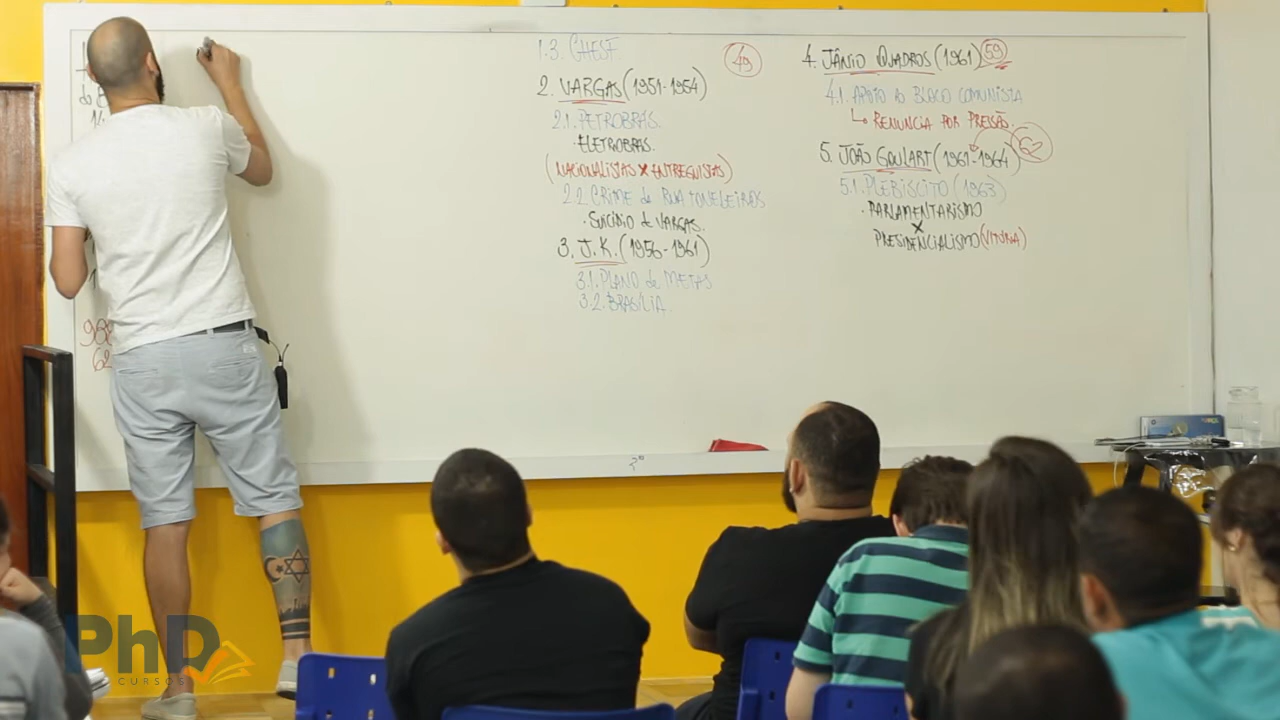 1.3. CHESF.
2. VARGAS (1951-1954)
2.1. PETROBRÁS.
· ELETROBRÁS.
(NACIONALISTAS X ENTREGUISTAS)
2.2. CRIME da RUA TONELEIROS
· SUICÍDIO de VARGAS.
3. J.K. (1956-1961)
3.1. PLANO de METAS
3.2. BRASÍLIA.
49
4. JÂNIO QUADROS (1961) 59
4.1. APOIO AO BLOCO COMUNISTA
↳ RENUNCIA POR PRESSÃO.
5. JOÃO GOULART (1961-1964) 62
5.1. PLEBISCITO (1963)
· PARLAMENTARISMO
X
PRESIDENCIALISMO (VITÓRIA)
62
PhD
CURSOS